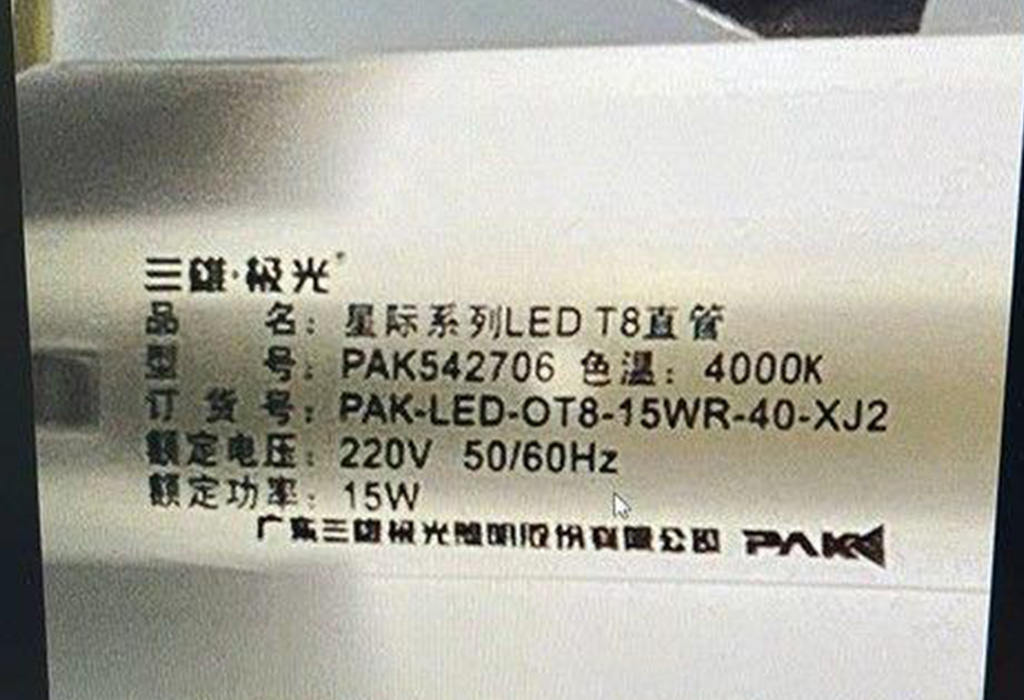 三雄·极光
品 名：星际系列LED T8直管
型 号：PAK542706 色温：4000K
订 货 号：PAK-LED-OT8-15WR-40-XJ2
额定电压：220V 50/60Hz
额定功率：15W
广东三雄极光照明股份有限公司 PAK